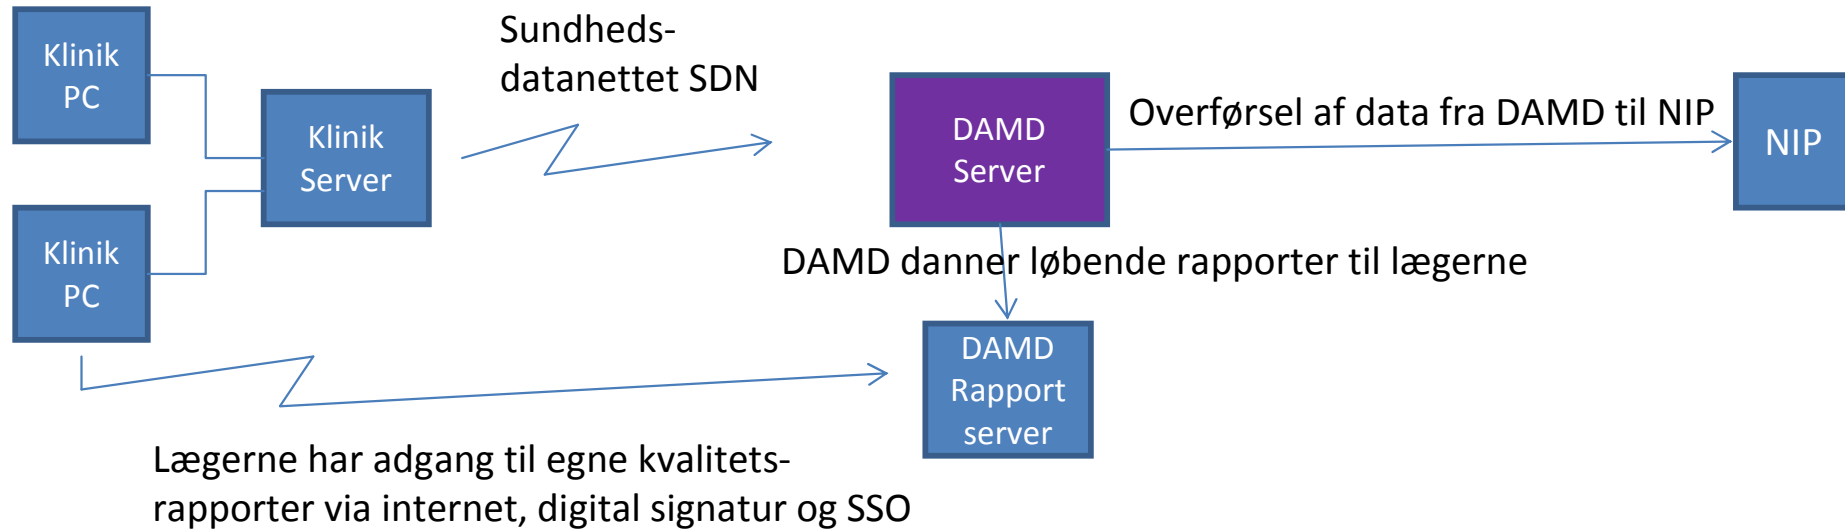 Klinik
PC
Klinik
Server
Klinik
PC
Sundheds-
datanettet SDN
DAMD
Server
Overførsel af data fra DAMD til NIP
NIP
DAMD danner løbende rapporter til lægerne
DAMD
Rapport
server
Lægerne har adgang til egne kvalitets-
rapporter via internet, digital signatur og SSO